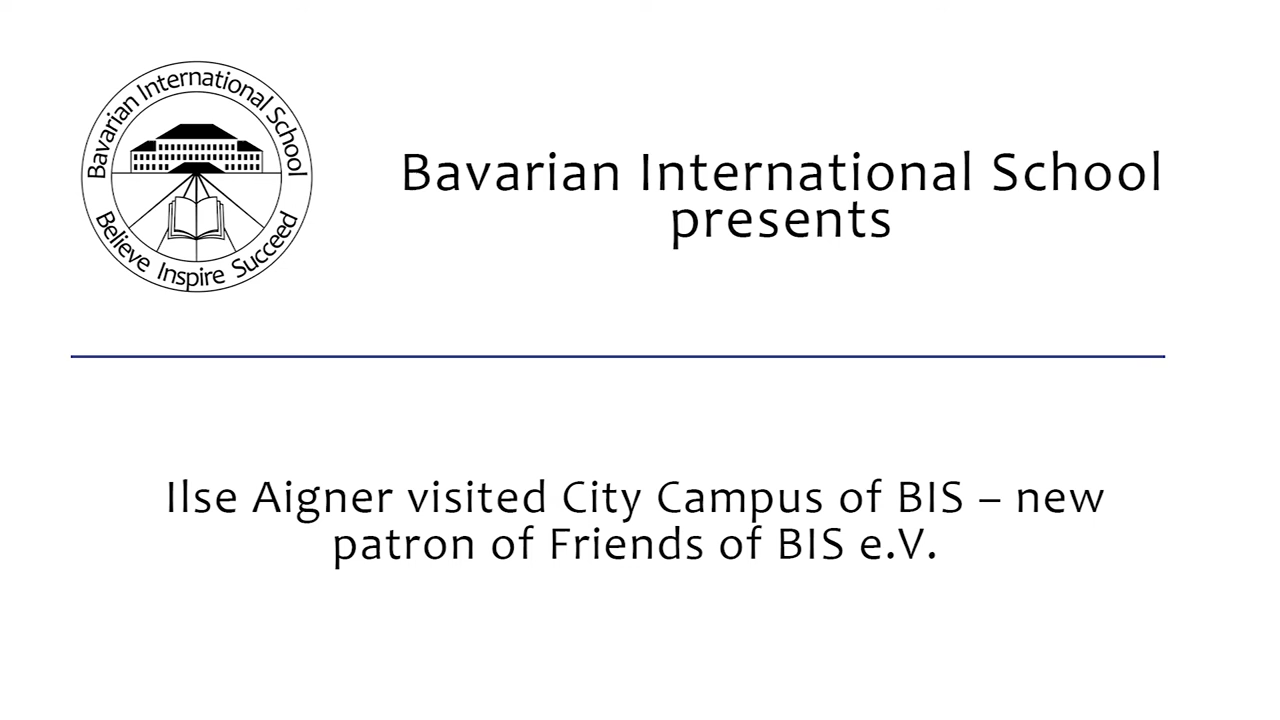 Bavarian International School
Believe Inspire Succeed
Bavarian International School
presents
Ilse Aigner visited City Campus of BIS – new
patron of Friends of BIS e.V.